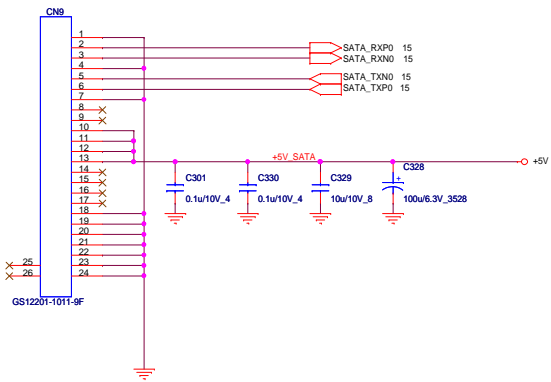 CN9
1
2
SATA_RXP0 15
3
SATA_RXN0 15
4
5
SATA_TXN0 15
6
SATA_TXP0 15
7
8
9
10
11
12
13
+5V_SATA
+5V
14
C301
C330
C329
C328
+
15
16
17
0.1u/10V_4
0.1u/10V_4
10u/10V_8
100u/6.3V_3528
18
19
20
21
22
25
23
26
24
GS12201-1011-9F